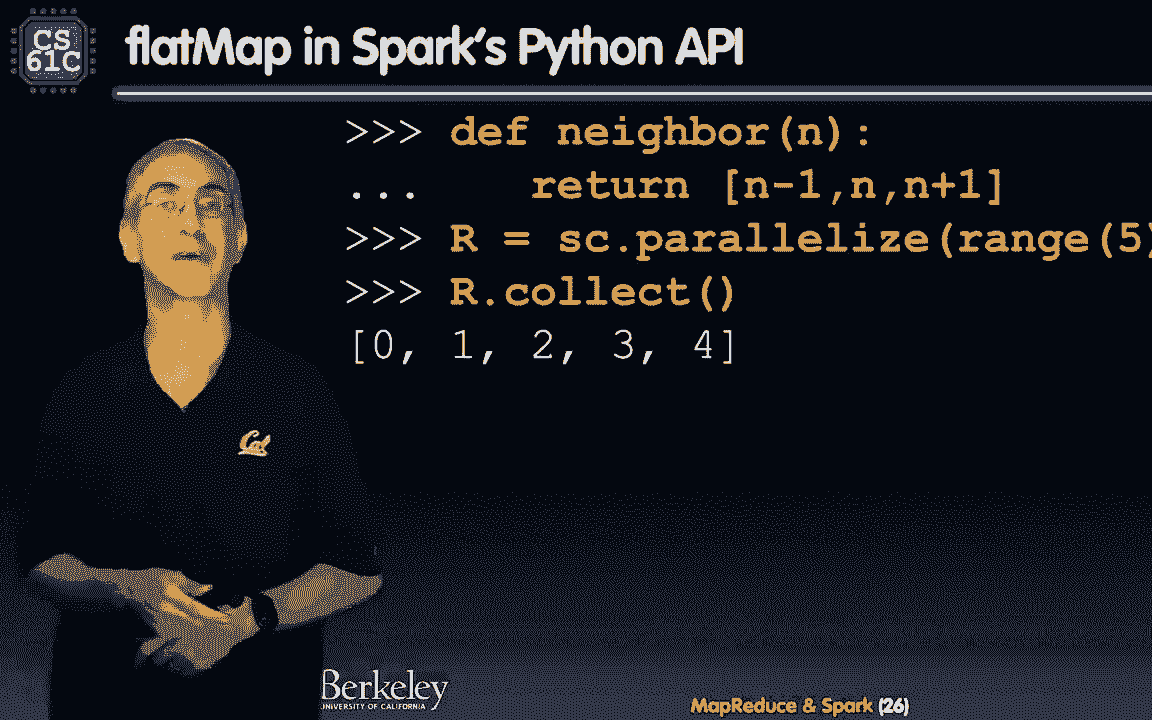 CS
61C
flatMap in Spark's Python API
>>> def neighbor(n):
... return [n-1,n,n+1]
>>> R = sc.parallelize(range(5)
>>> R.collect()
[0, 1, 2, 3, 4]
Cal
Berkeley
UNIVERSITY OF CALIFORNIA
MapReduce & Spark (26)